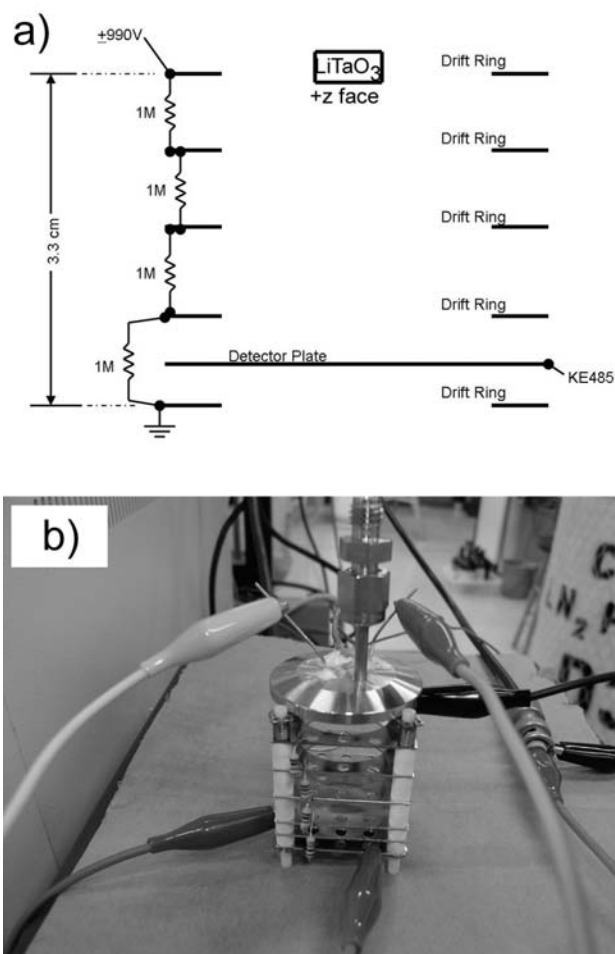 a)
±990V
LiTaO3
+z face
Drift Ring
1M
Drift Ring
1M
Drift Ring
3.3 cm
1M
Drift Ring
1M
Detector Plate
KE485
Drift Ring
b)
LN2